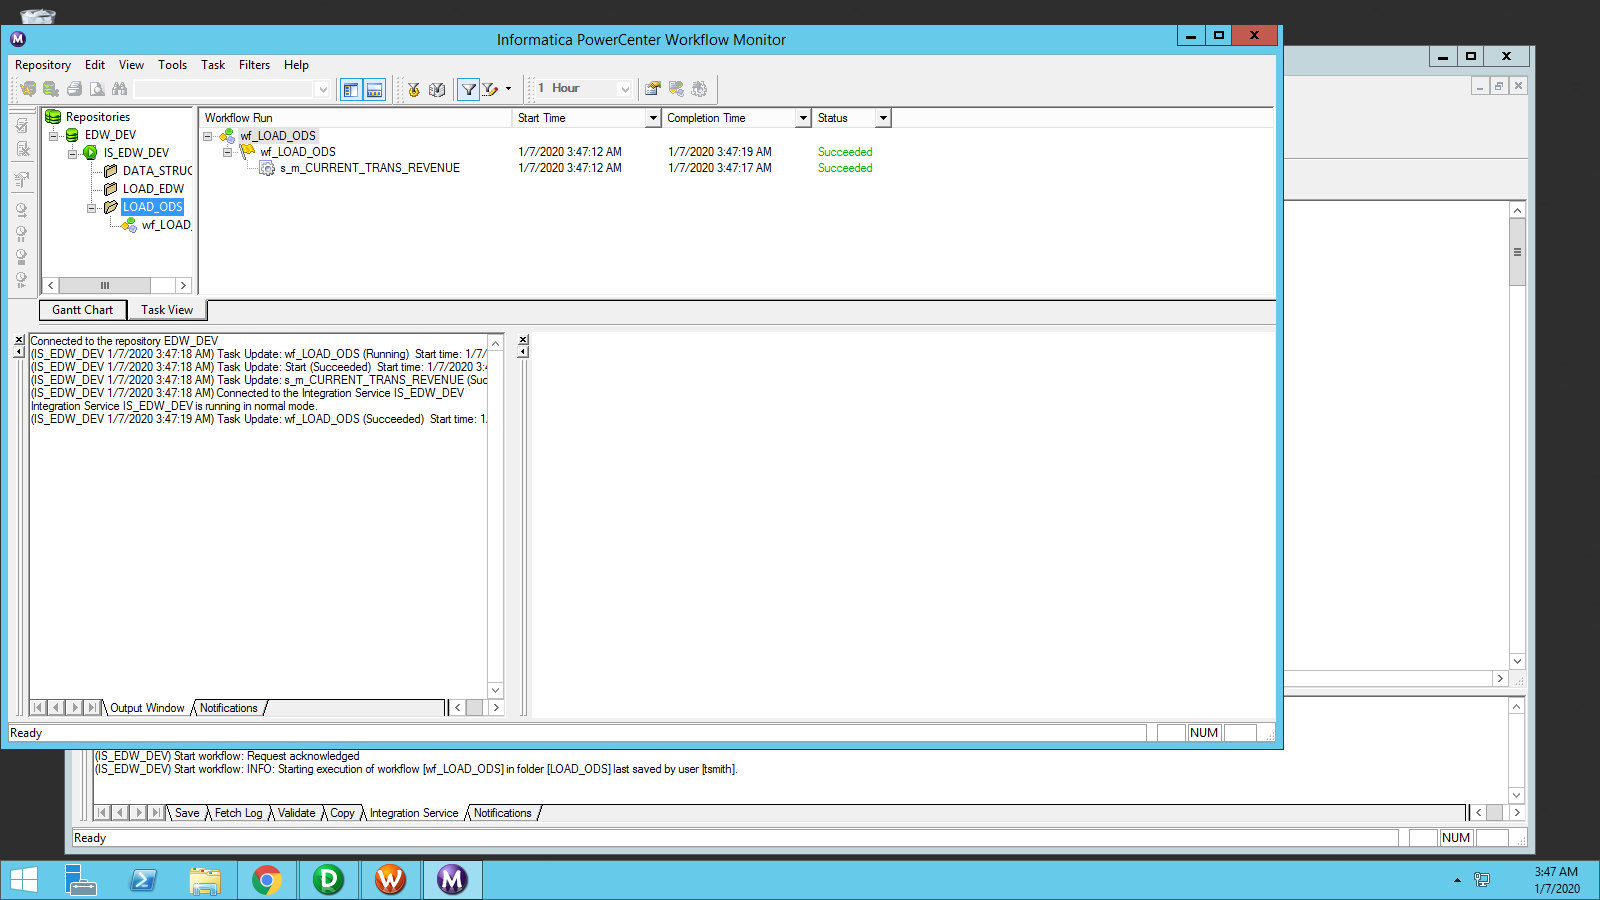 Informatica PowerCenter Workflow Monitor
Repository Edit View Tools Task Filters Help
1 Hour
Repositories
EDW_DEV
IS_EDW_DEV
DATA_STRUC
LOAD_EDW
LOAD_ODS
wf_LOAD_
Workflow Run Start Time Completion Time Status
wf_LOAD_ODS
wf_LOAD_ODS 1/7/2020 3:47:12 AM 1/7/2020 3:47:19 AM Succeeded
s_m_CURRENT_TRANS_REVENUE 1/7/2020 3:47:12 AM 1/7/2020 3:47:17 AM Succeeded
Gantt Chart Task View
Connected to the repository EDW_DEV
(IS_EDW_DEV 1/7/2020 3:47:18 AM) Task Update: wf_LOAD_ODS (Running) Start time: 1/7/
(IS_EDW_DEV 1/7/2020 3:47:18 AM) Task Update: Start (Succeeded) Start time: 1/7/2020 3:4
(IS_EDW_DEV 1/7/2020 3:47:18 AM) Task Update: s_m_CURRENT_TRANS_REVENUE (Suc
(IS_EDW_DEV 1/7/2020 3:47:18 AM) Connected to the Integration Service IS_EDW_DEV
Integration Service IS_EDW_DEV is running in normal mode.
(IS_EDW_DEV 1/7/2020 3:47:19 AM) Task Update: wf_LOAD_ODS (Succeeded) Start time: 1.
Output Window Notifications
Ready
NUM
(IS_EDW_DEV) Start workflow: Request acknowledged
(IS_EDW_DEV) Start workflow: INFO: Starting execution of workflow [wf_LOAD_ODS] in folder [LOAD_ODS] last saved by user [tsmith].
Save Fetch Log Validate Copy Integration Service Notifications
Ready
NUM
D W M
3:47 AM
1/7/2020